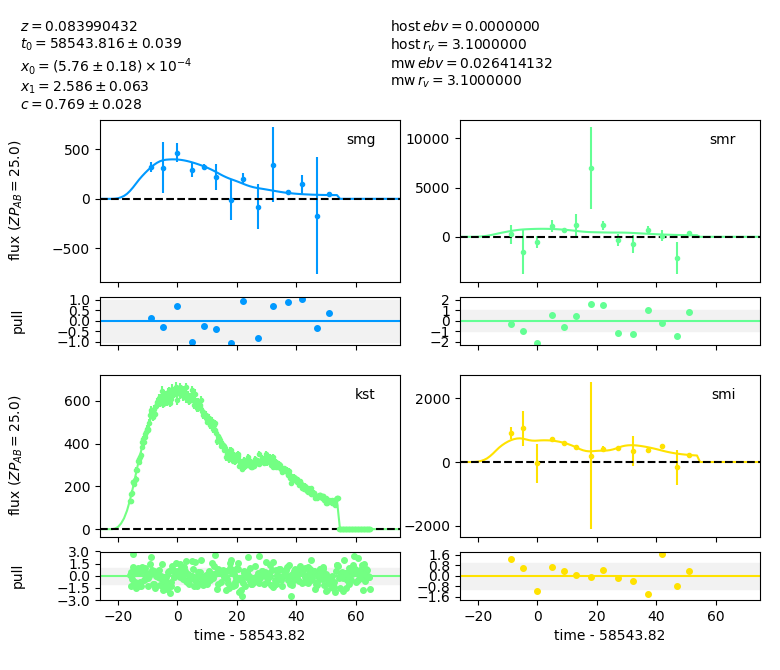 z = 0.083990432
t₀ = 58543.816 ± 0.039
x₀ = (5.76 ± 0.18) × 10⁻⁴
x₁ = 2.586 ± 0.063
c = 0.769 ± 0.028
host ebv = 0.0000000
host r_v = 3.1000000
mw ebv = 0.026414132
mw r_v = 3.1000000
flux (ZP_AB = 25.0)
500
0
−500
smg
10000
5000
0
smr
pull
1.0
0.5
0.0
−0.5
−1.0
2
1
0
−1
−2
flux (ZP_AB = 25.0)
600
400
200
0
kst
2000
0
−2000
smi
pull
3.0
1.5
0.0
−1.5
−3.0
−20 0 20 40 60
time - 58543.82
1.6
0.8
0.0
−0.8
−1.6
−20 0 20 40 60
time - 58543.82